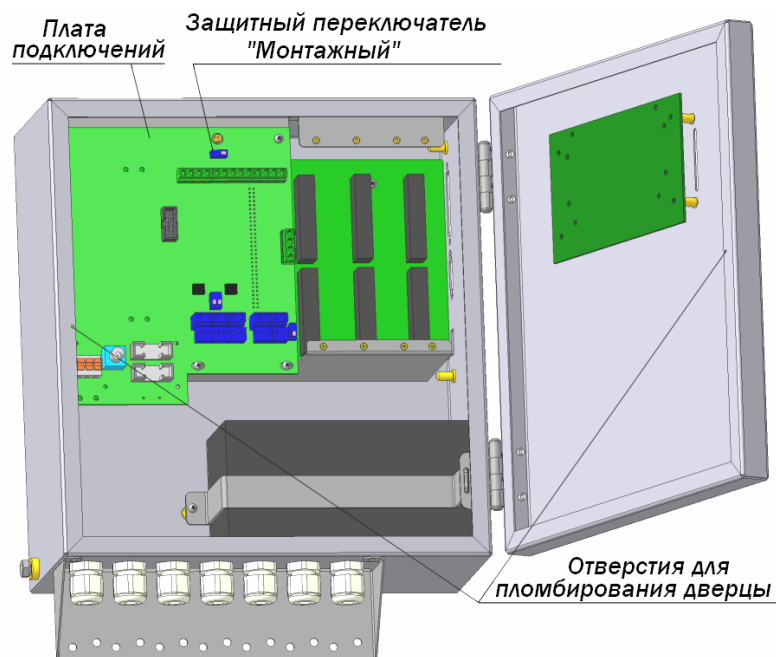 Плата
подключений
Защитный переключатель
"Монтажный"
Отверстия для
пломбирования дверцы